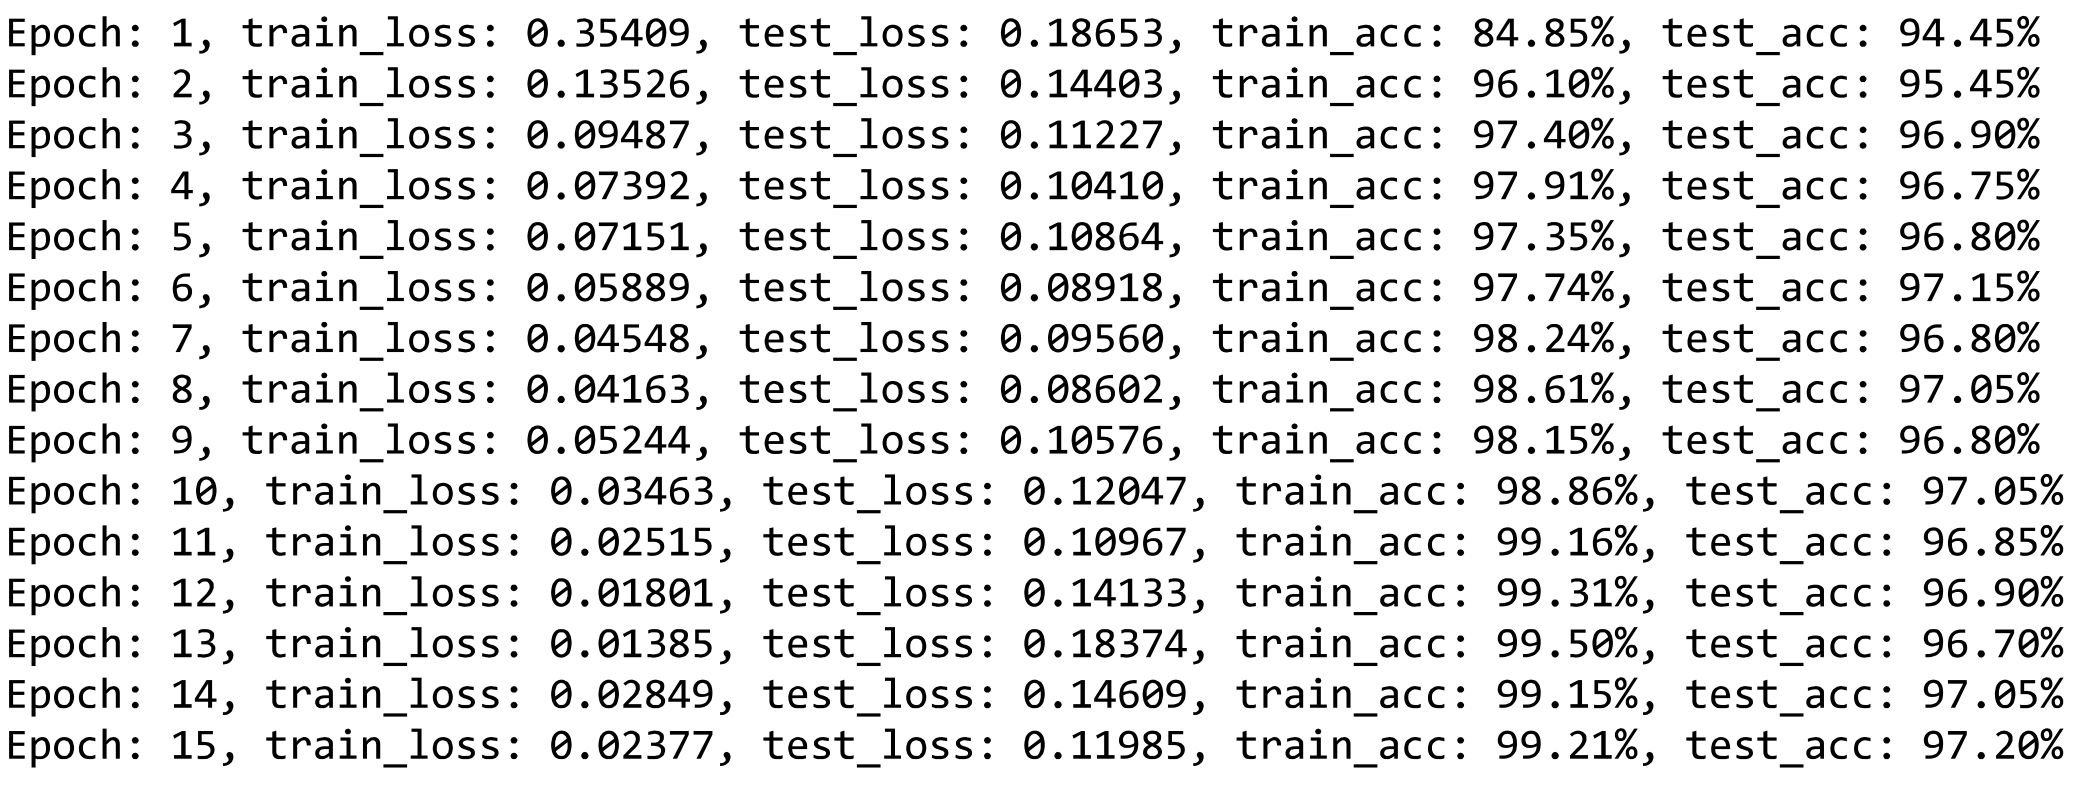 Epoch: 1, train_loss: 0.35409, test_loss: 0.18653, train_acc: 84.85%, test_acc: 94.45%
Epoch: 2, train_loss: 0.13526, test_loss: 0.14403, train_acc: 96.10%, test_acc: 95.45%
Epoch: 3, train_loss: 0.09487, test_loss: 0.11227, train_acc: 97.40%, test_acc: 96.90%
Epoch: 4, train_loss: 0.07392, test_loss: 0.10410, train_acc: 97.91%, test_acc: 96.75%
Epoch: 5, train_loss: 0.07151, test_loss: 0.10864, train_acc: 97.35%, test_acc: 96.80%
Epoch: 6, train_loss: 0.05889, test_loss: 0.08918, train_acc: 97.74%, test_acc: 97.15%
Epoch: 7, train_loss: 0.04548, test_loss: 0.09560, train_acc: 98.24%, test_acc: 96.80%
Epoch: 8, train_loss: 0.04163, test_loss: 0.08602, train_acc: 98.61%, test_acc: 97.05%
Epoch: 9, train_loss: 0.05244, test_loss: 0.10576, train_acc: 98.15%, test_acc: 96.80%
Epoch: 10, train_loss: 0.03463, test_loss: 0.12047, train_acc: 98.86%, test_acc: 97.05%
Epoch: 11, train_loss: 0.02515, test_loss: 0.10967, train_acc: 99.16%, test_acc: 96.85%
Epoch: 12, train_loss: 0.01801, test_loss: 0.14133, train_acc: 99.31%, test_acc: 96.90%
Epoch: 13, train_loss: 0.01385, test_loss: 0.18374, train_acc: 99.50%, test_acc: 96.70%
Epoch: 14, train_loss: 0.02849, test_loss: 0.14609, train_acc: 99.15%, test_acc: 97.05%
Epoch: 15, train_loss: 0.02377, test_loss: 0.11985, train_acc: 99.21%, test_acc: 97.20%